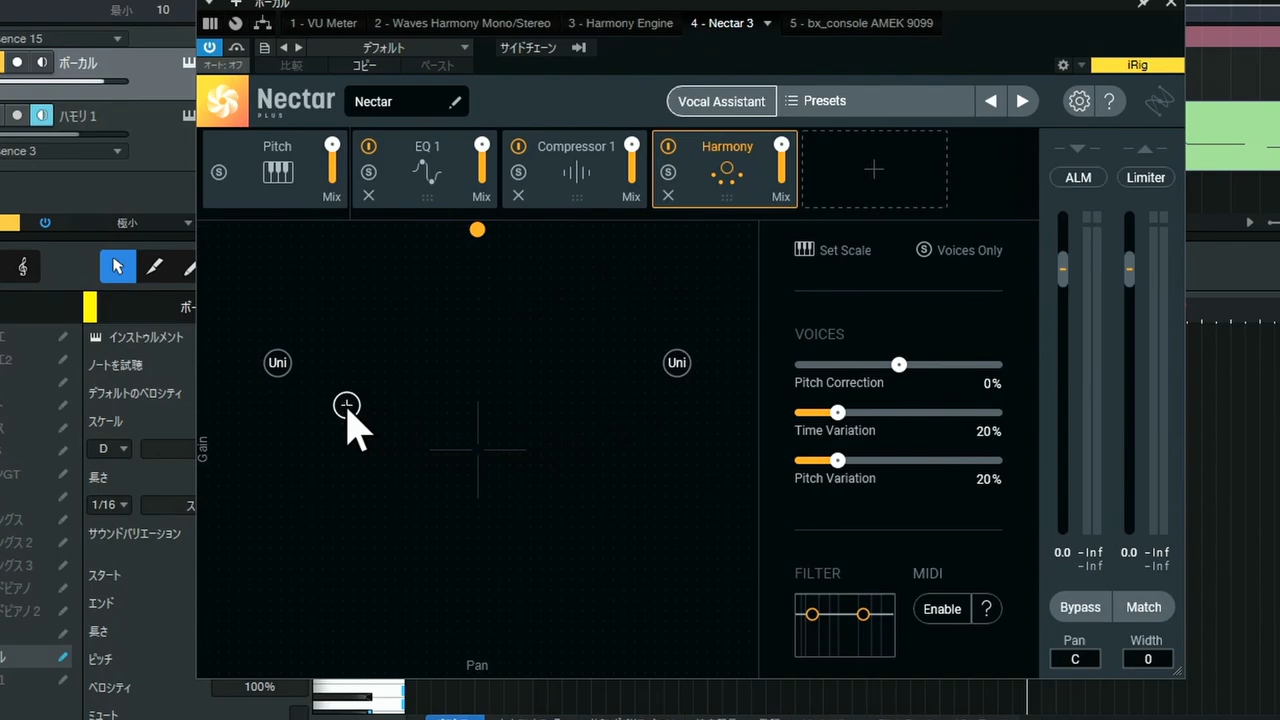 最小 10
ボーカル
1 - VU Meter 2 - Waves Harmony Mono/Stereo 3 - Harmony Engine 4 - Nectar 3 5 - bx_console AMEK 9099
デフォルト サイドチェーン
オート: オフ 比較 コピー ペースト iRig
sence 15
ボーカル
ハモリ 1
sence 3
極小
Nectar
PLUS
Nectar
Vocal Assistant Presets
Pitch Mix
EQ 1 Mix
Compressor 1 Mix
Harmony Mix
ALM Limiter
Set Scale Voices Only
Uni Uni
VOICES
Pitch Correction 0%
Time Variation 20%
Pitch Variation 20%
Gain
Pan
FILTER MIDI
Enable ?
0.0 -Inf 0.0 -Inf
-Inf -Inf
Bypass Match
Pan Width
C 0
インストゥルメント
ノートを試聴
デフォルトのベロシティ
スケール
D
長さ
1/16 ス
サウンドバリエーション
スタート
エンド
長さ
ピッチ
ベロシティ 100%
ミュート